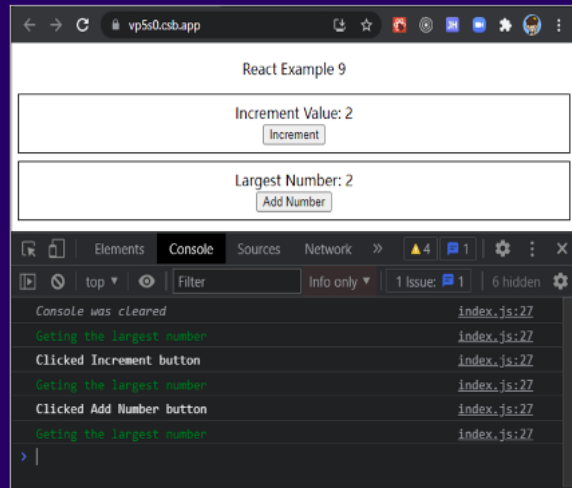 vp5s0.csb.app
React Example 9
Increment Value: 2
Increment
Largest Number: 2
Add Number
Elements Console Sources Network » 4 1
top ▼ Filter Info only ▼ 1 Issue: 1 6 hidden
Console was cleared index.js:27
Geting the largest number index.js:27
Clicked Increment button index.js:27
Geting the largest number index.js:27
Clicked Add Number button index.js:27
Geting the largest number index.js:27
>